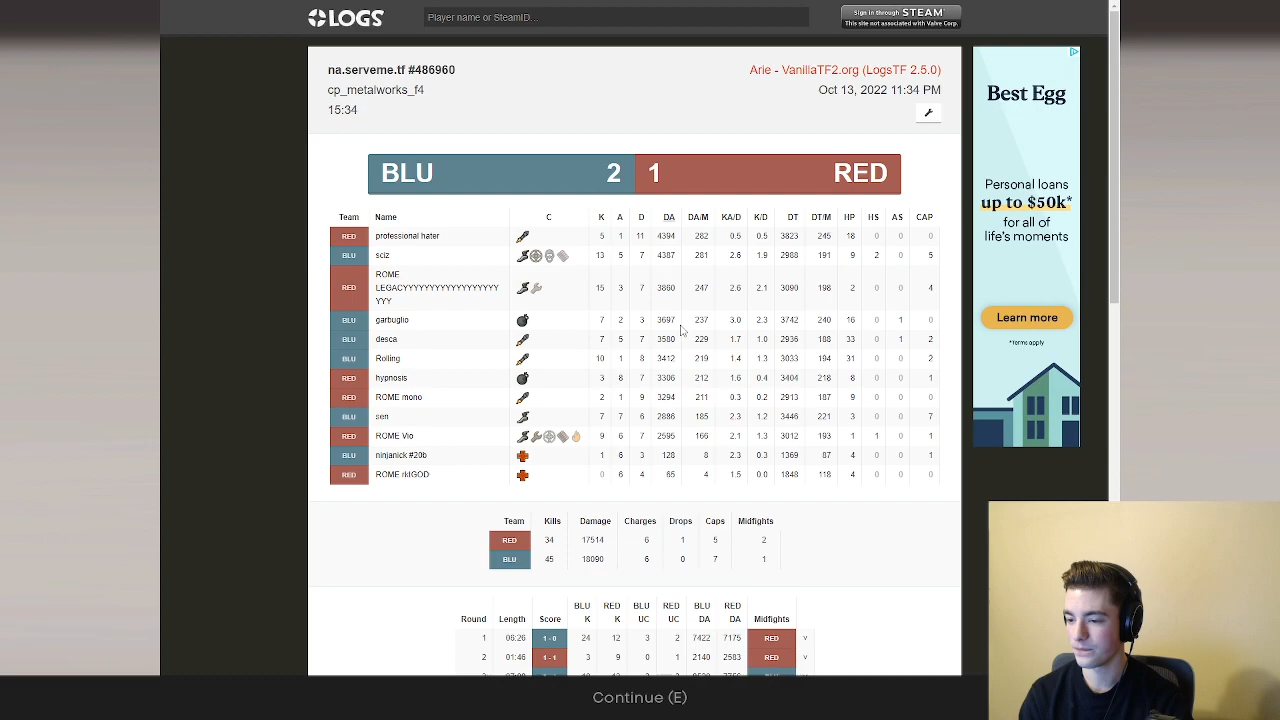 LOGS
Player name or SteamID...
Sign in through STEAM
This site not associated with Valve Corp.
na.serveme.tf #486960
Arie - VanillaTF2.org (LogsTF 2.5.0)
cp_metalworks_f4
Oct 13, 2022 11:34 PM
15:34
BLU 2 1 RED
Team Name C K A D DA DA/M KA/D K/D DT DT/M HP HS AS CAP
RED professional hater 5 1 11 4394 282 0.5 0.5 3823 245 18 0 0 0
BLU sciz 13 5 7 4387 281 2.6 1.9 2988 191 9 2 0 5
RED ROME LEGACYYYYYYYYYYYYYYYYYY YYY 15 3 7 3860 247 2.6 2.1 3090 198 2 0 0 4
BLU garbuglio 7 2 3 3697 237 3.0 2.3 3742 240 16 0 1 0
BLU desca 7 5 7 3580 229 1.7 1.0 2936 188 33 0 1 2
BLU Rolling 10 1 8 3412 219 1.4 1.3 3033 194 31 0 0 2
RED hypnosis 3 8 7 3306 212 1.6 0.4 3404 218 8 0 0 1
RED ROME mono 2 1 9 3294 211 0.3 0.2 2913 187 9 0 0 0
BLU sen 7 7 6 2886 185 2.3 1.2 3446 221 3 0 0 7
RED ROME Vio 9 6 7 2595 166 2.1 1.3 3012 193 1 1 0 1
BLU ninjanick #20b 1 6 3 128 8 2.3 0.3 1369 87 4 0 0 1
RED ROME rklGOD 0 6 4 65 4 1.5 0.0 1848 118 4 0 0 0
Team Kills Damage Charges Drops Caps Midfights
RED 34 17514 6 1 5 2
BLU 45 18090 6 0 7 1
BLU RED BLU RED BLU RED
Round Length Score K K UC UC DA DA Midfights
1 06:26 1 - 0 24 12 3 2 7422 7175 RED v
2 01:46 1 - 1 3 9 0 1 2140 2583 RED v
Best Egg
Personal loans
up to $50k*
for all of
life's moments
Learn more
*Terms apply
Continue (E)